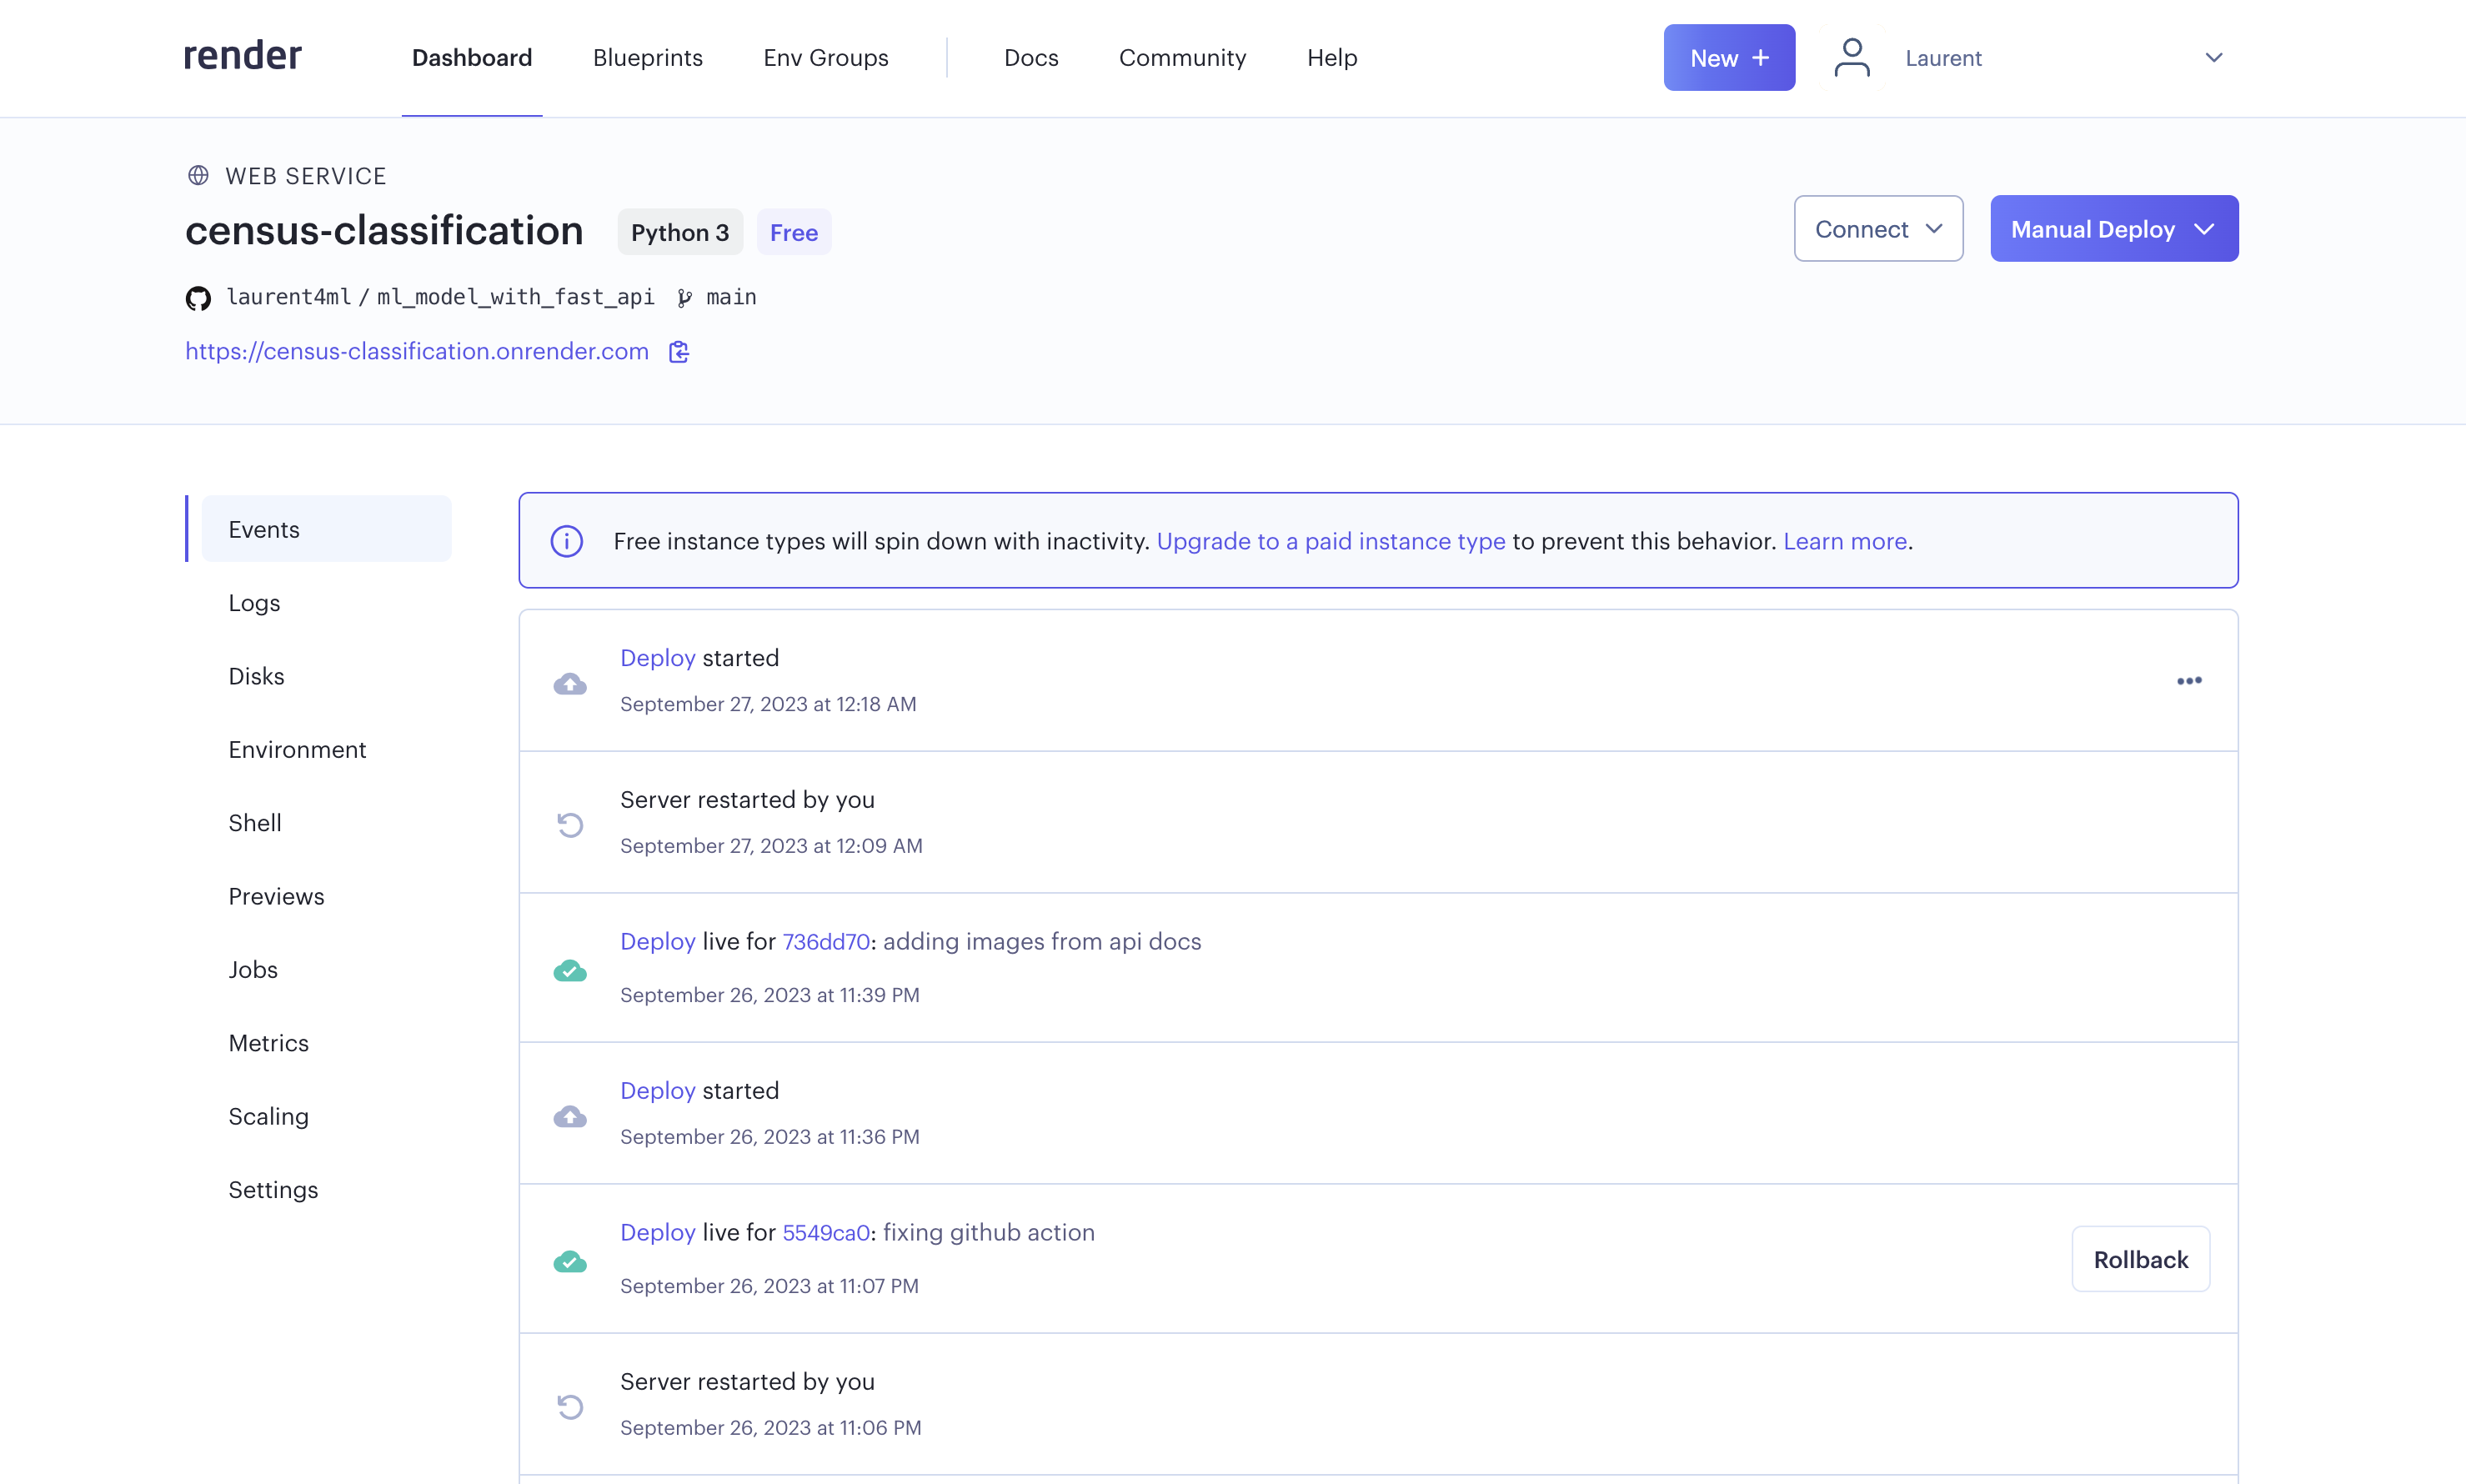 render
Dashboard Blueprints Env Groups Docs Community Help New + Laurent
WEB SERVICE
census-classification Python 3 Free
Connect Manual Deploy
laurent4ml / ml_model_with_fast_api main
https://census-classification.onrender.com
Events
Logs
Disks
Environment
Shell
Previews
Jobs
Metrics
Scaling
Settings
Free instance types will spin down with inactivity. Upgrade to a paid instance type to prevent this behavior. Learn more.
Deploy started
September 27, 2023 at 12:18 AM
Server restarted by you
September 27, 2023 at 12:09 AM
Deploy live for 736dd70: adding images from api docs
September 26, 2023 at 11:39 PM
Deploy started
September 26, 2023 at 11:36 PM
Deploy live for 5549ca0: fixing github action
September 26, 2023 at 11:07 PM
Rollback
Server restarted by you
September 26, 2023 at 11:06 PM